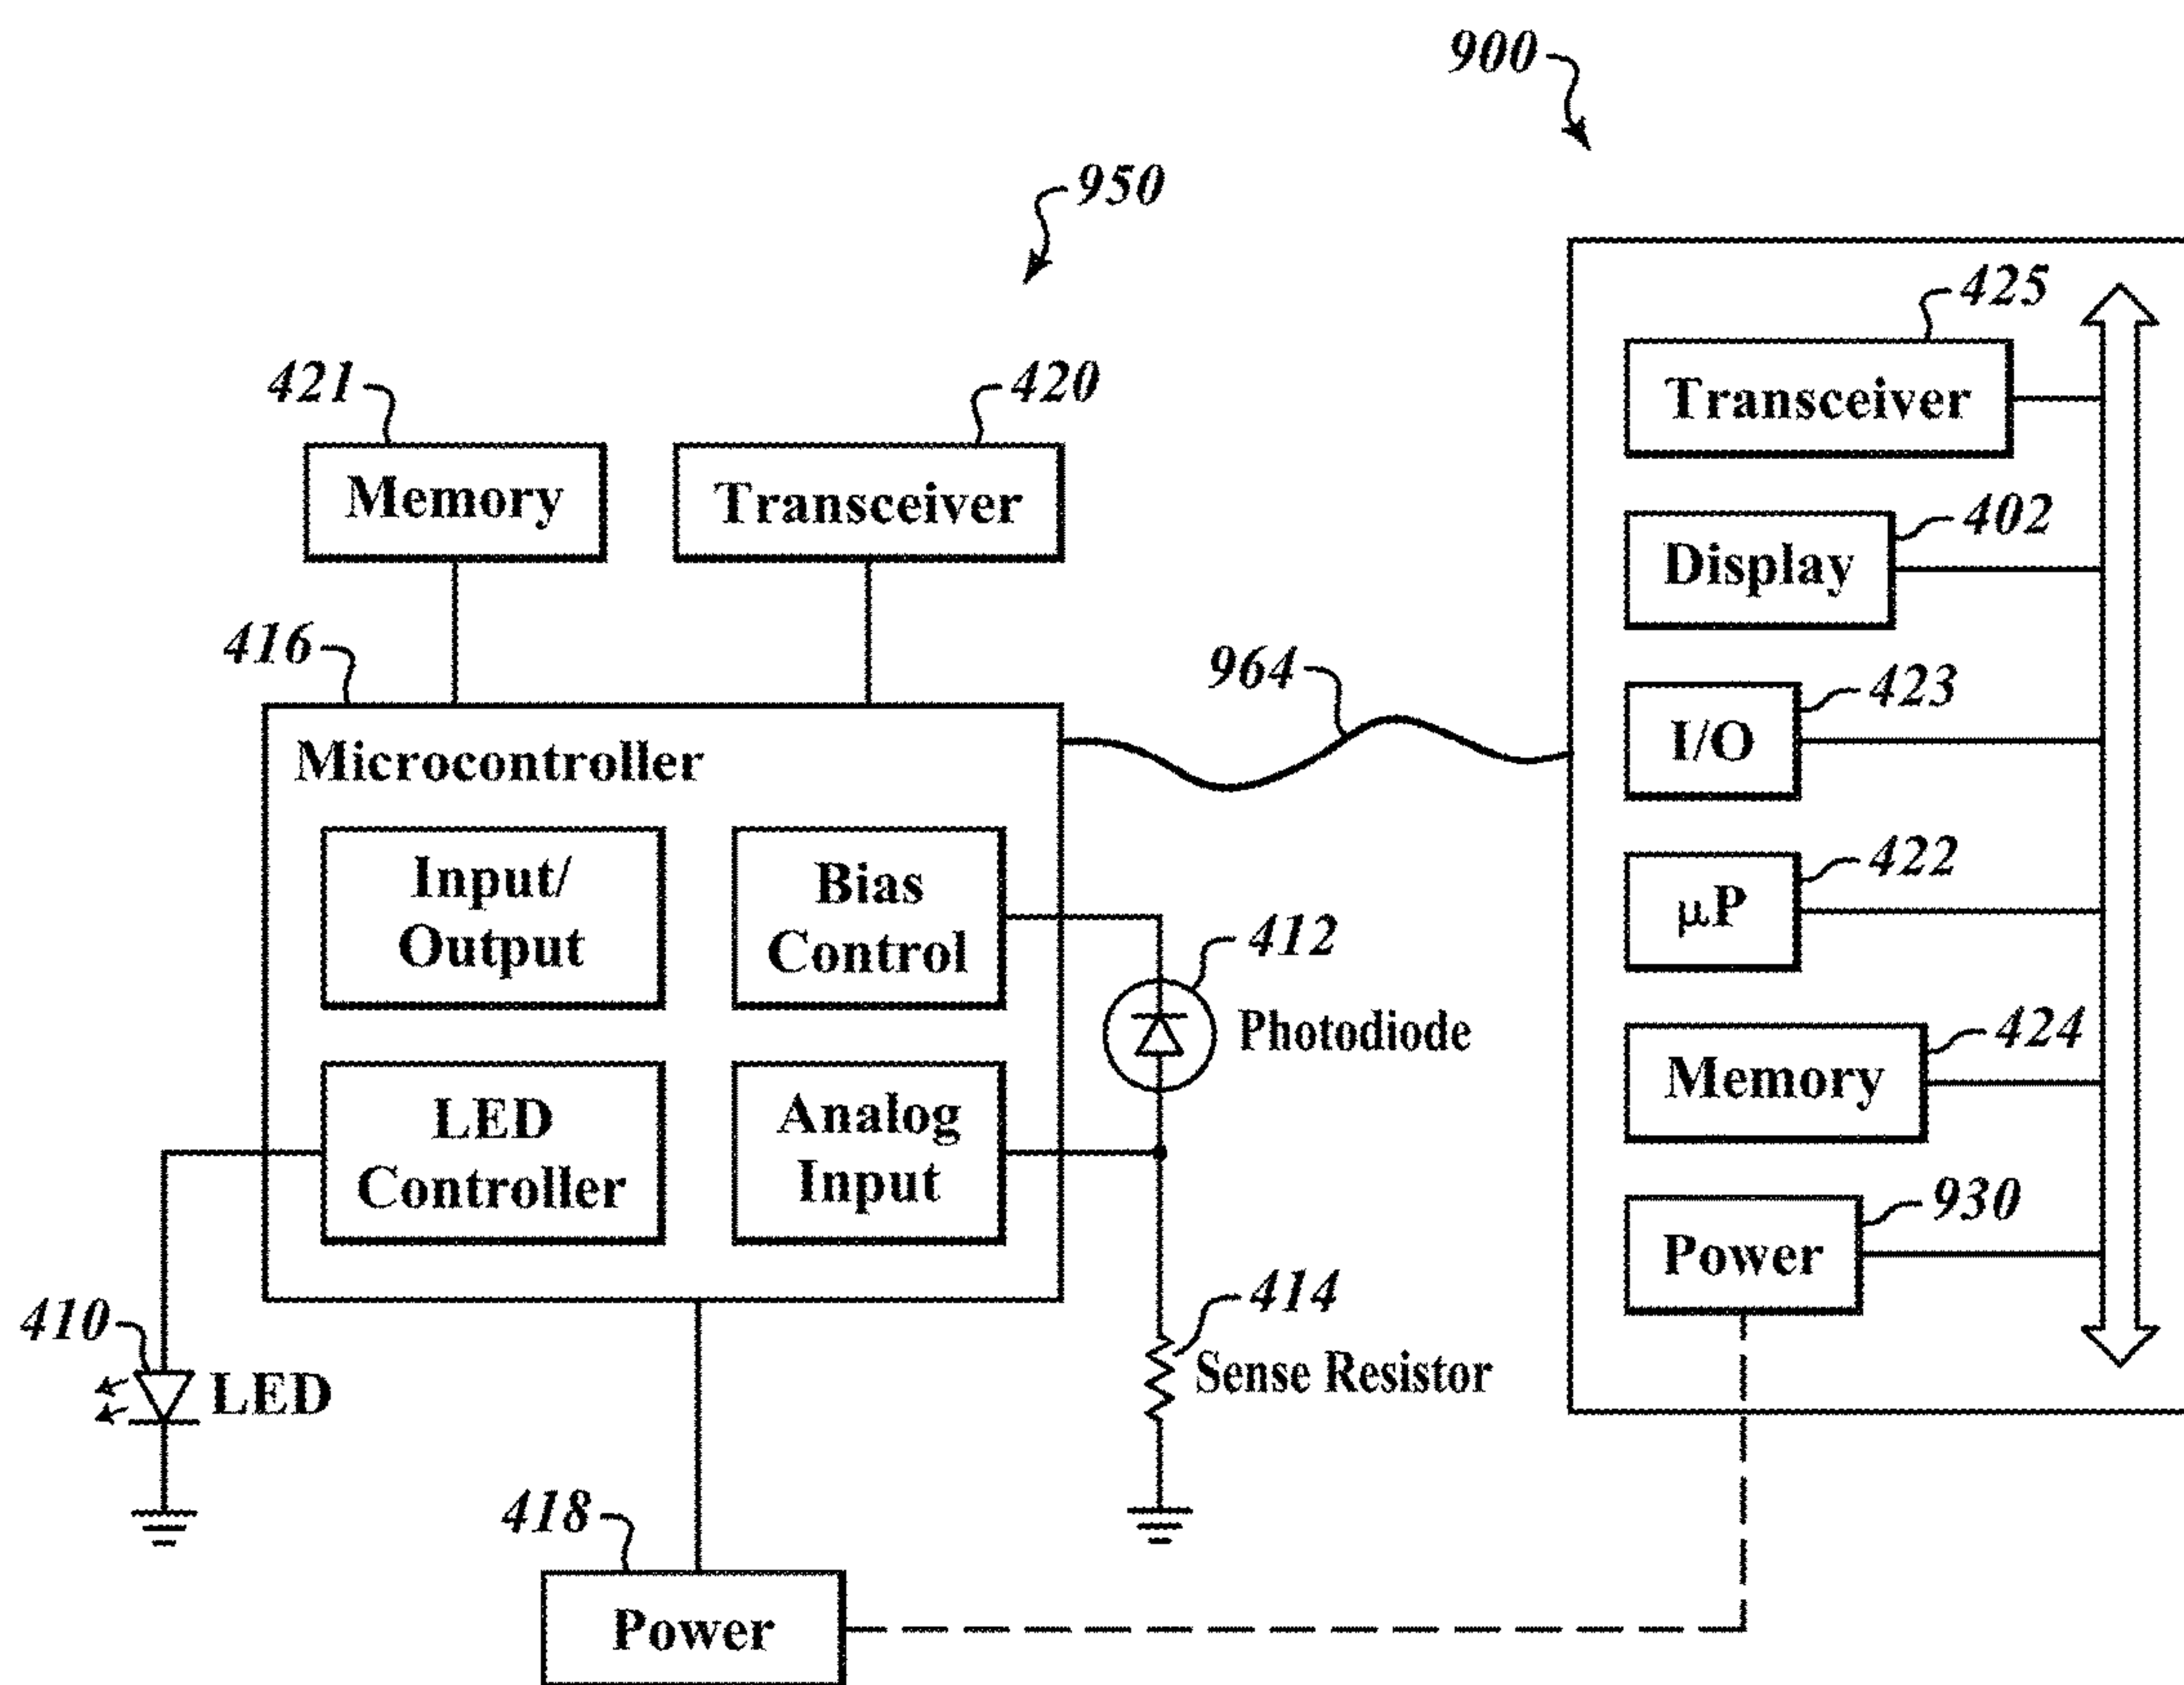 900
950
425
Transceiver
421
420
Memory
Transceiver
402
Display
416
964
423
I/O
Microcontroller
Input/
Output
Bias
Control
422
µP
412
Photodiode
424
Memory
LED
Controller
Analog
Input
930
Power
410
LED
414
Sense Resistor
418
Power